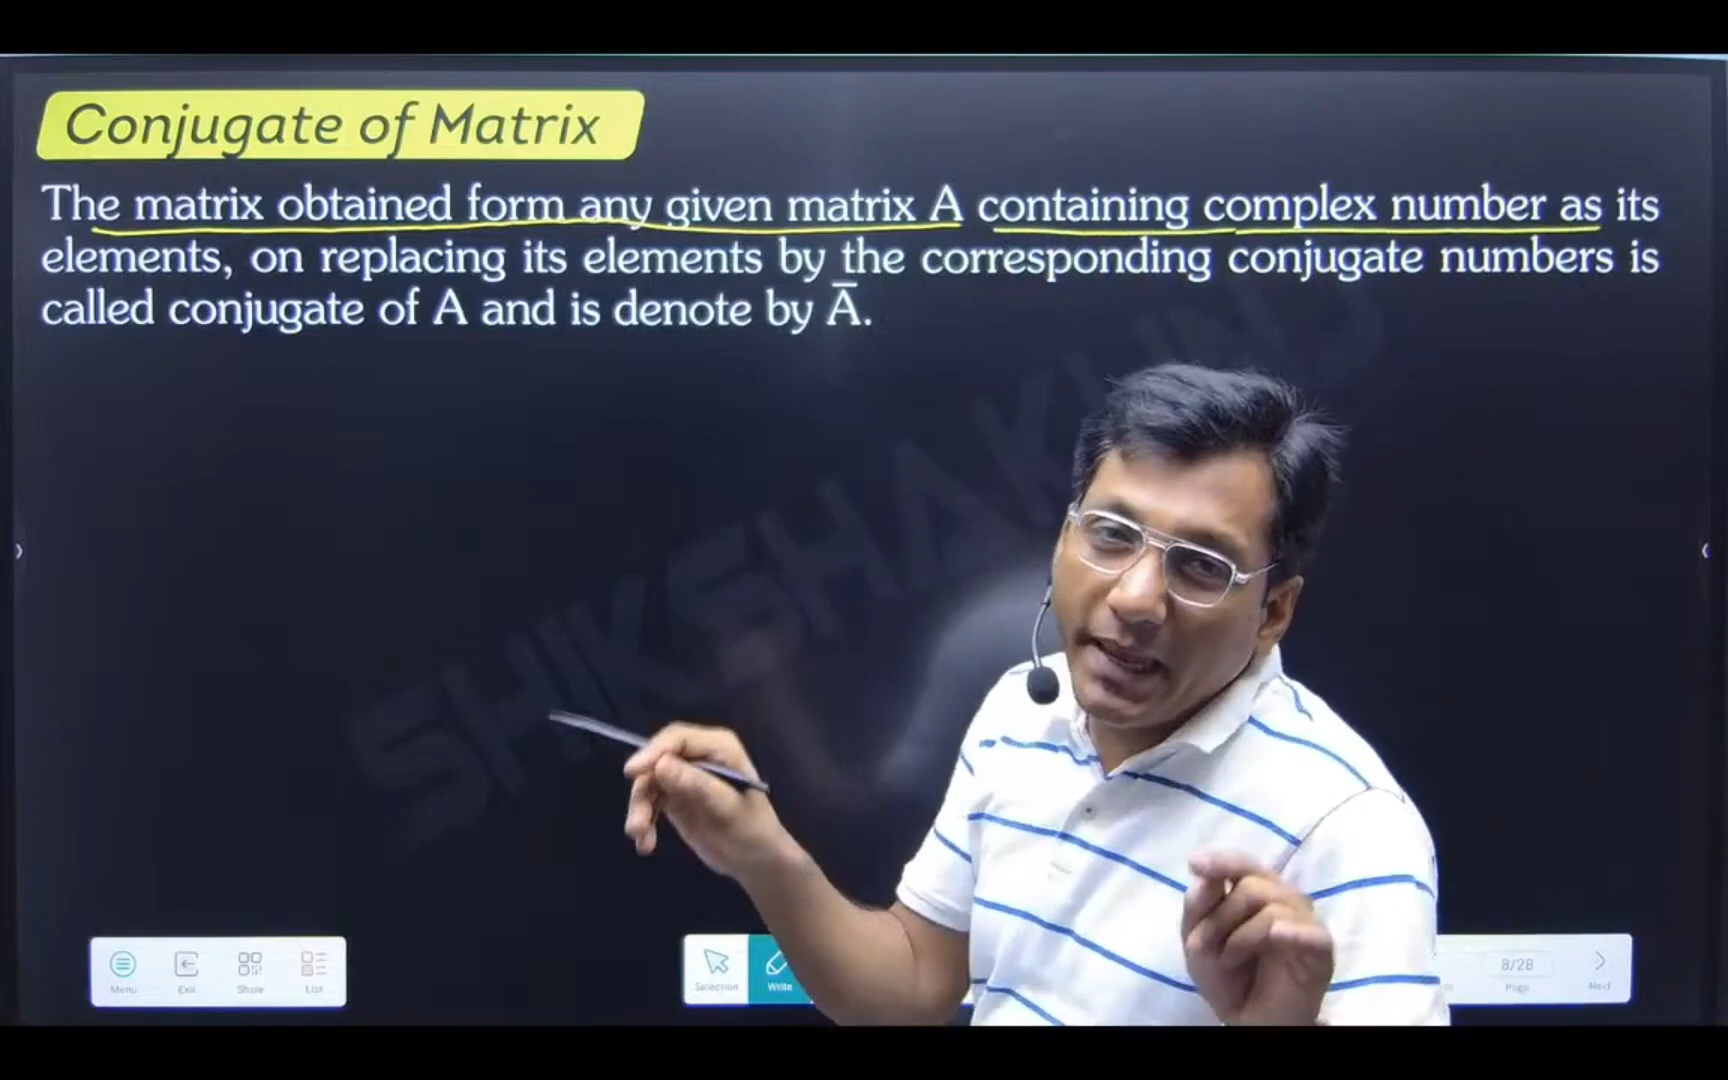 Conjugate of Matrix
The matrix obtained form any given matrix A containing complex number as its
elements, on replacing its elements by the corresponding conjugate numbers is
called conjugate of A and is denote by Ā.
SHIKSHAKUNJ
Menu Exit Share List
Selection Write
8/28
Page Next